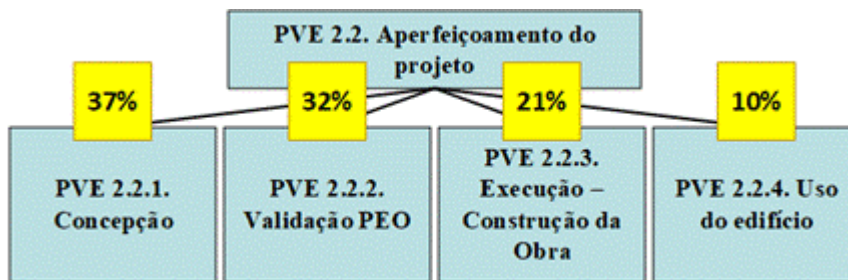 PVE 2.2. Aperfeiçoamento do
projeto
37%
32%
21%
10%
PVE 2.2.1.
Concepção
PVE 2.2.2.
Validação PEO
PVE 2.2.3.
Execução –
Construção da
Obra
PVE 2.2.4. Uso
do edifício